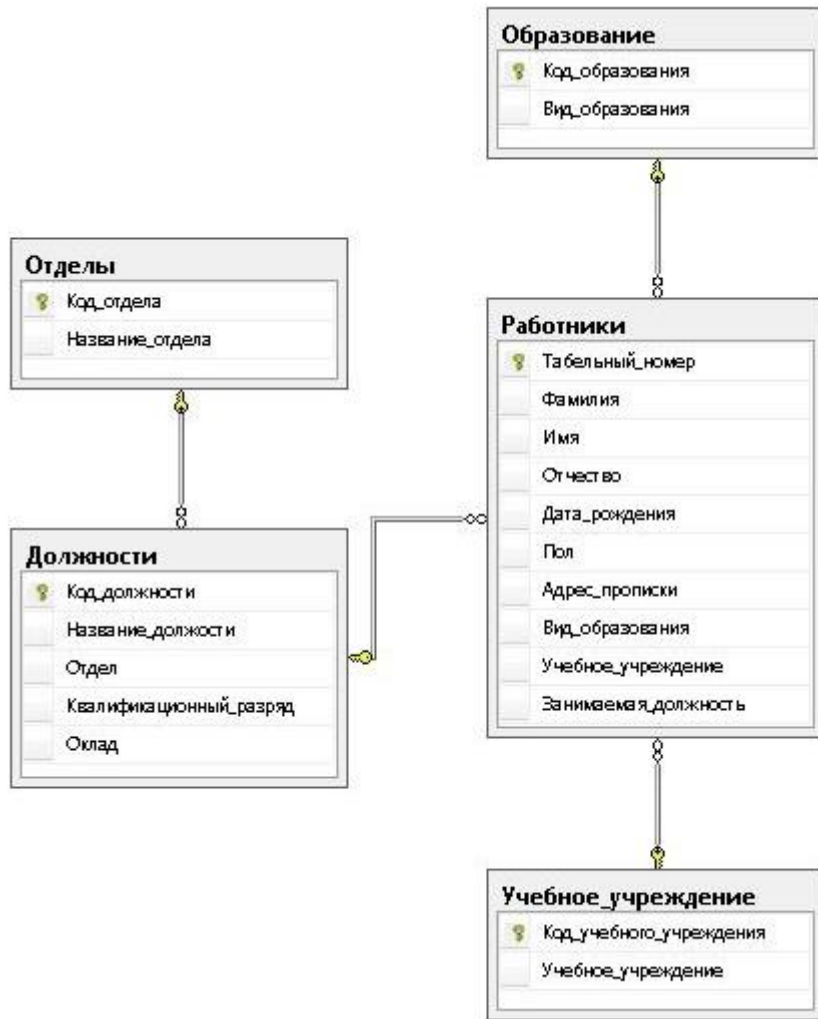 Образование
Код_образования
Вид_образования
Отделы
Код_отдела
Название_отдела
Работники
Табельный_номер
Фамилия
Имя
Отчество
Дата_рождения
Пол
Адрес_прописки
Вид_образования
Учебное_учреждение
Занимаемая_должность
Должности
Код_должности
Название_должости
Отдел
Квалификационный_разряд
Оклад
Учебное_учреждение
Код_учебного_учреждения
Учебное_учреждение